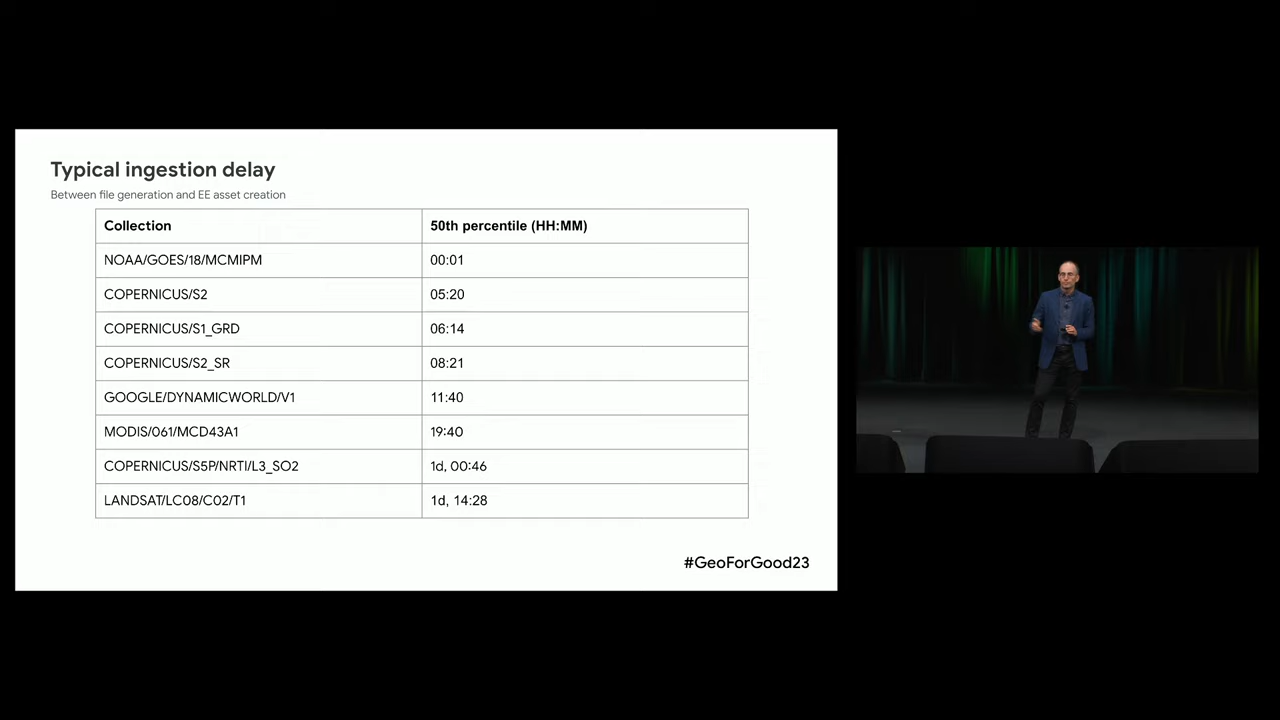 Typical ingestion delay
Between file generation and EE asset creation
Collection 50th percentile (HH:MM)
NOAA/GOES/18/MCMIPM 00:01
COPERNICUS/S2 05:20
COPERNICUS/S1_GRD 06:14
COPERNICUS/S2_SR 08:21
GOOGLE/DYNAMICWORLD/V1 11:40
MODIS/061/MCD43A1 19:40
COPERNICUS/S5P/NRTI/L3_SO2 1d, 00:46
LANDSAT/LC08/C02/T1 1d, 14:28
#GeoForGood23